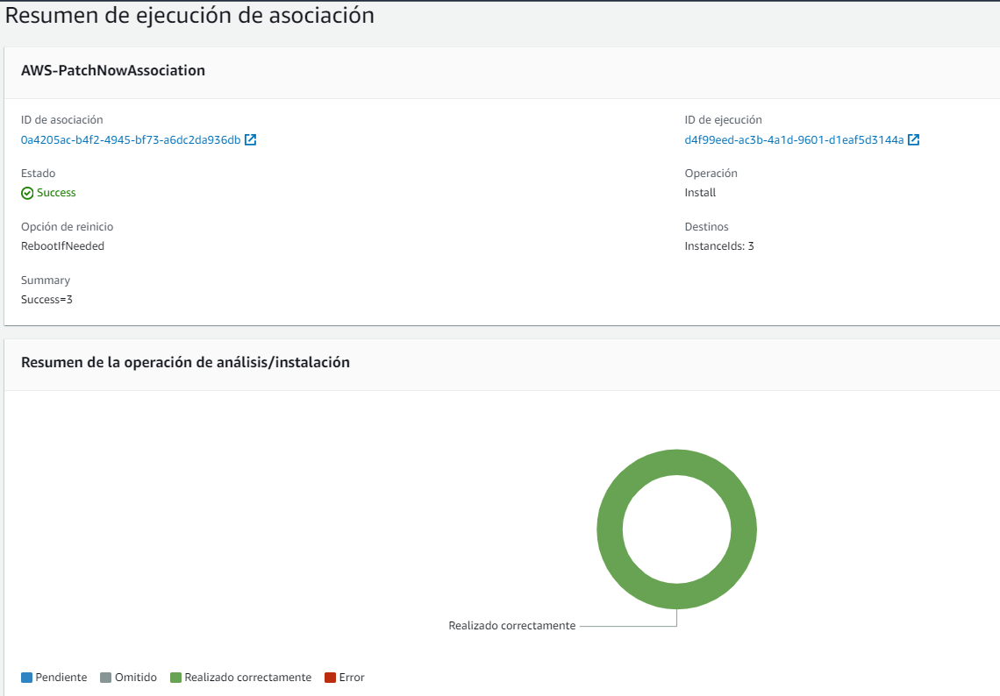 Resumen de ejecución de asociación
AWS-PatchNowAssociation
ID de asociación
0a4205ac-b4f2-4945-bf73-a6dc2da936db
ID de ejecución
d4f99eed-ac3b-4a1d-9601-d1eaf5d3144a
Estado
Success
Operación
Install
Opción de reinicio
RebootIfNeeded
Destinos
InstanceIds: 3
Summary
Success=3
Resumen de la operación de análisis/instalación
Realizado correctamente
Pendiente Omitido Realizado correctamente Error